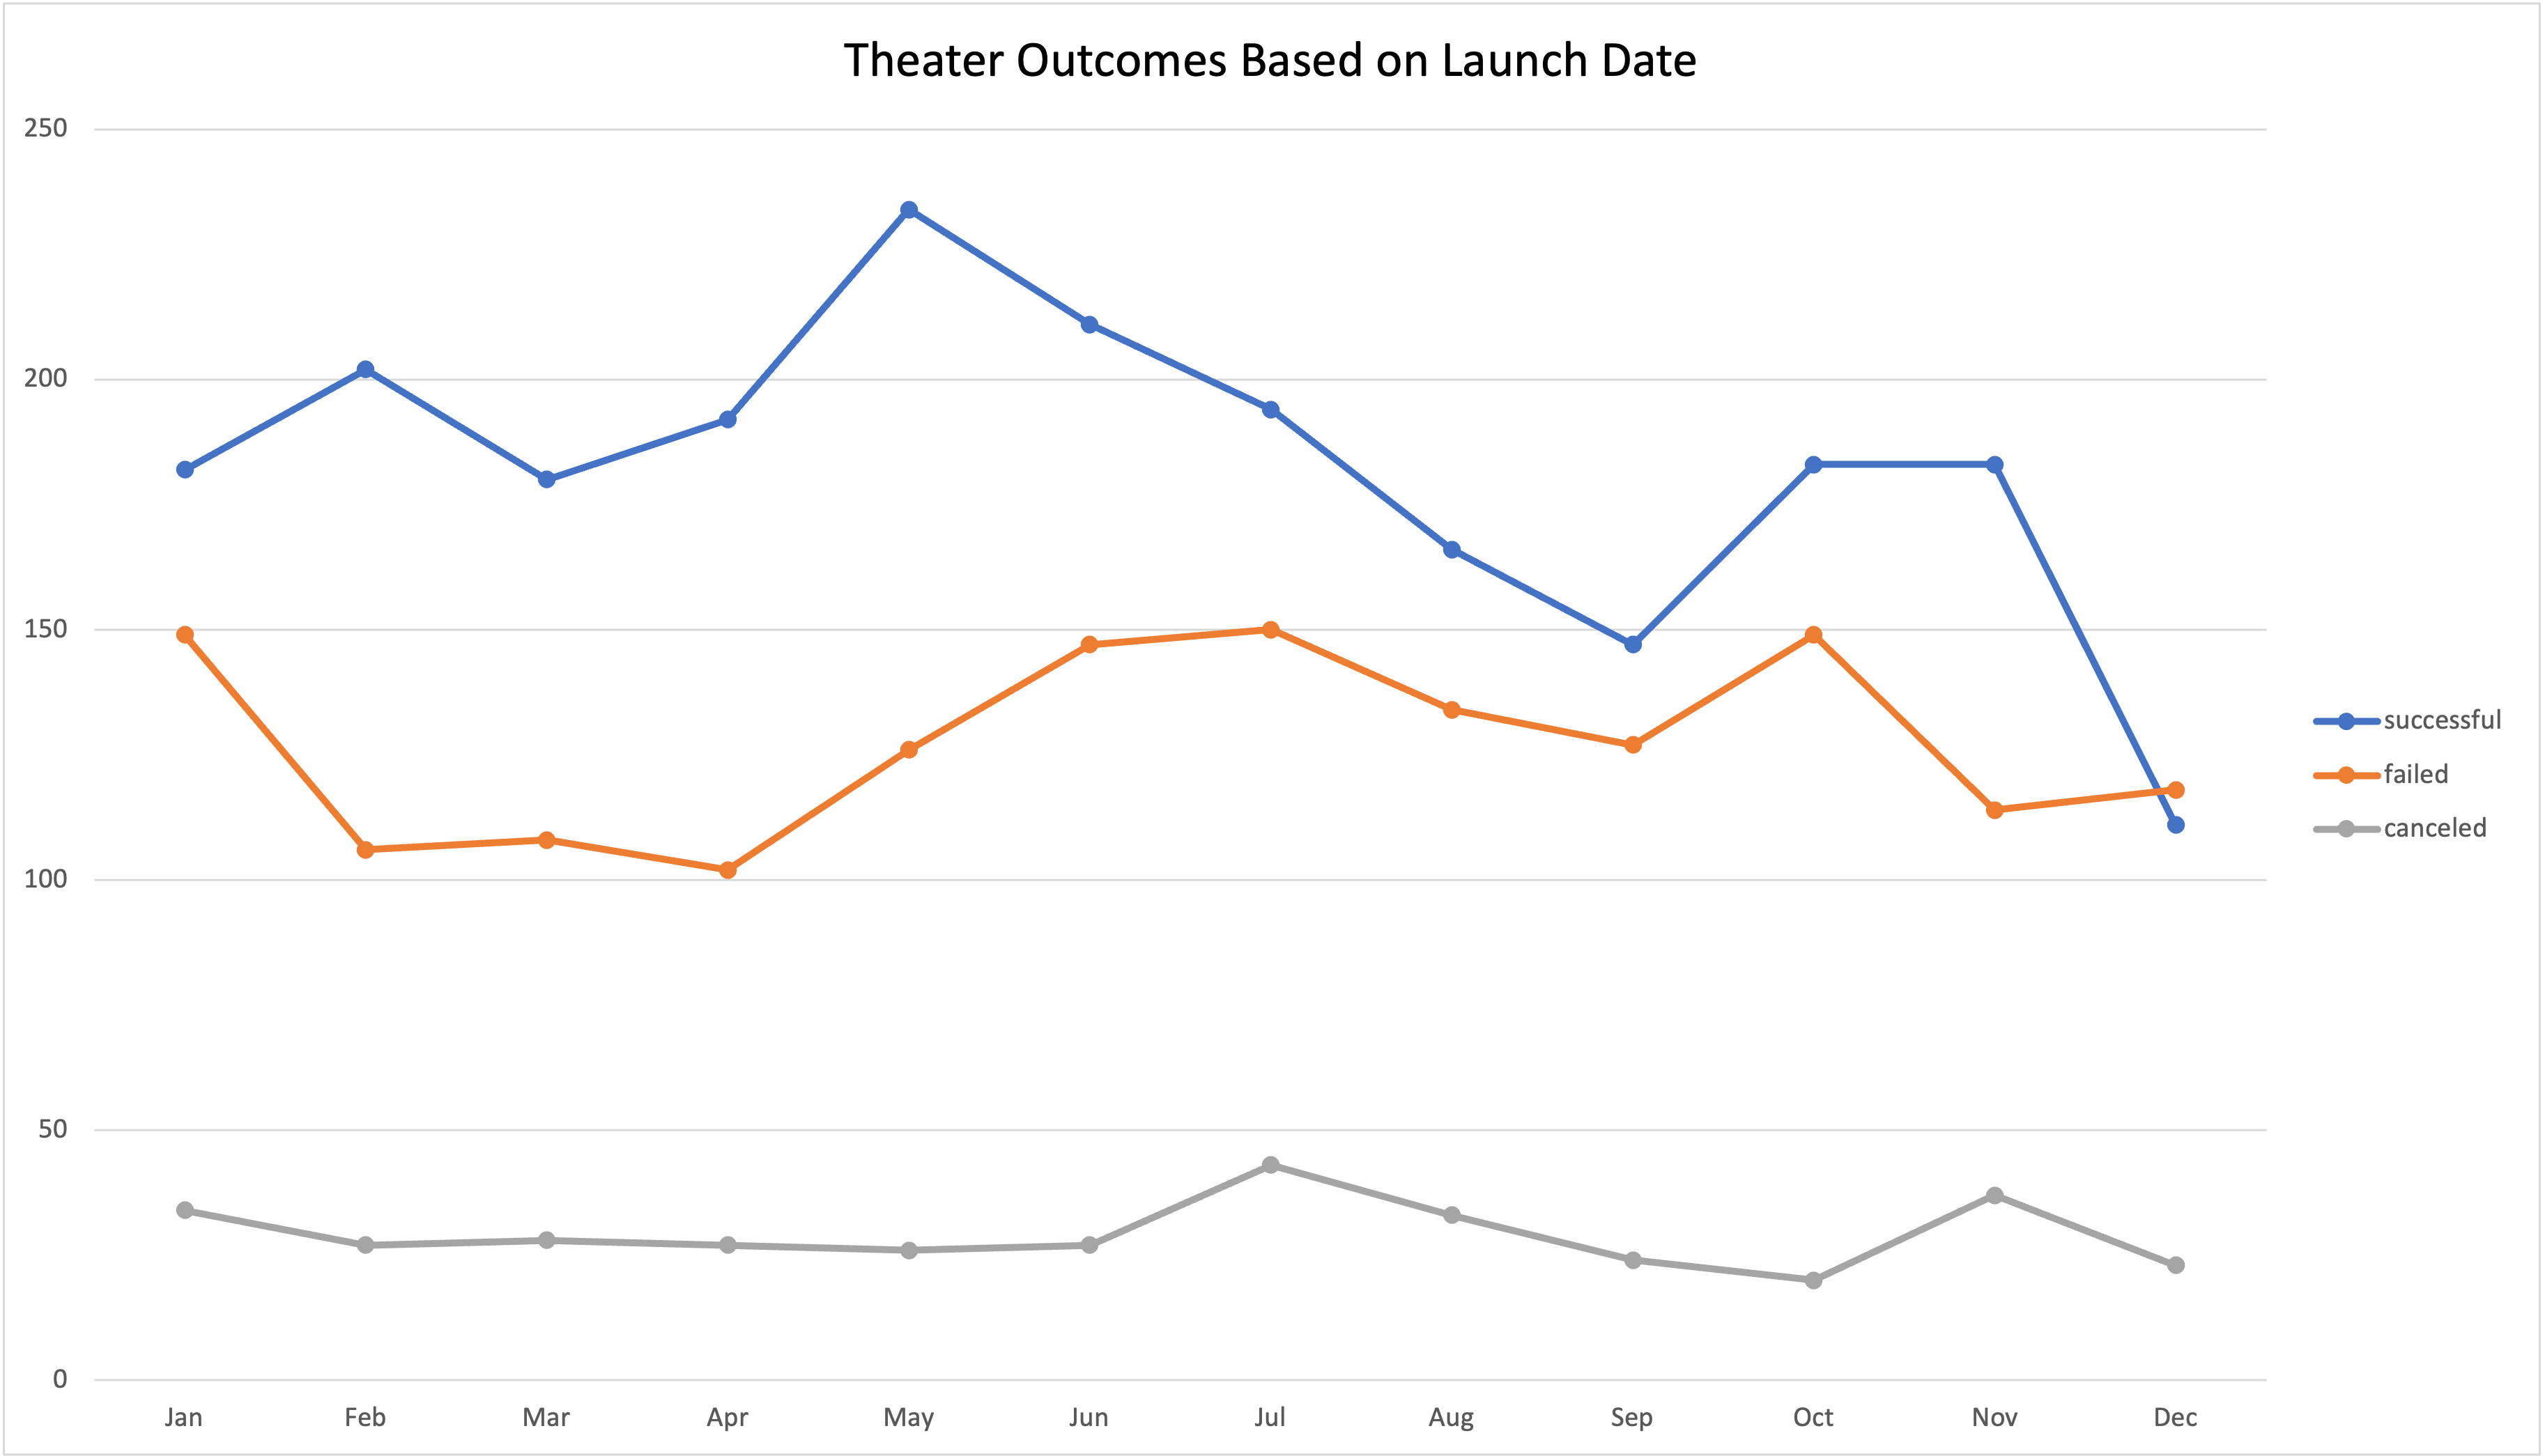 Theater Outcomes Based on Launch Date
250
200
150
100
50
0
Jan Feb Mar Apr May Jun Jul Aug Sep Oct Nov Dec
successful
failed
canceled